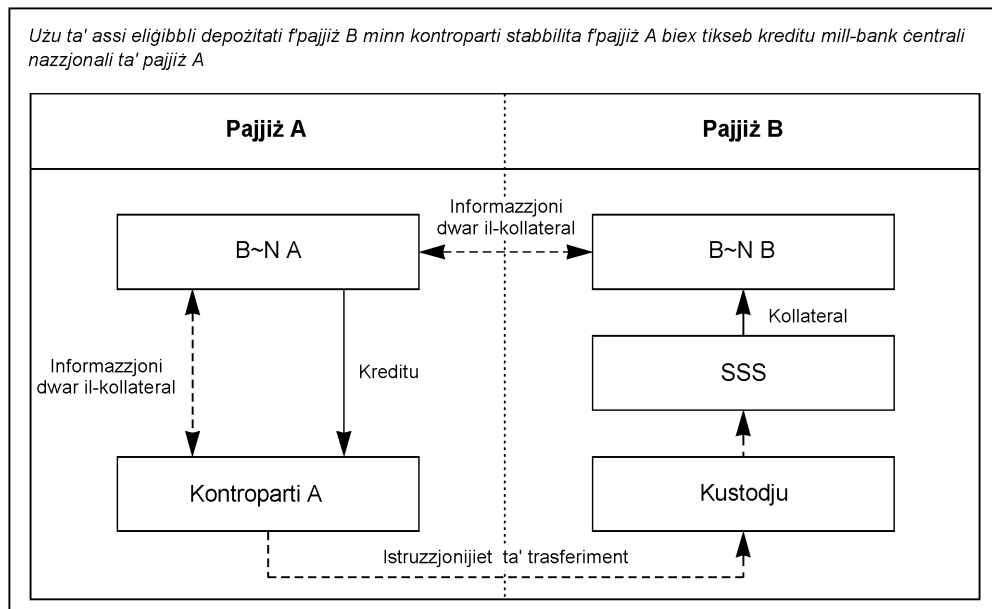 Użu ta' assi eliġibbli depożitati f'pajjiż B minn kontroparti stabbilita f'pajjiż A biex tikseb kreditu mill-bank ċentrali
nazzjonali ta' pajjiż A
Pajjiż A
Pajjiż B
Informazzjoni
dwar il-kollateral
B~N A
B~N B
Kollateral
Informazzjoni
dwar il-kollateral
Kreditu
SSS
Kontroparti A
Kustodju
Istruzzjonijiet ta' trasferiment